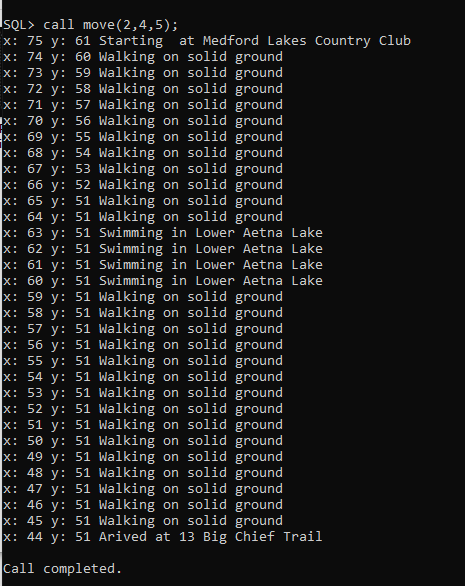 SQL> call move(2,4,5);
x: 75 y: 61 Starting  at Medford Lakes Country Club
x: 74 y: 60 Walking on solid ground
x: 73 y: 59 Walking on solid ground
x: 72 y: 58 Walking on solid ground
x: 71 y: 57 Walking on solid ground
x: 70 y: 56 Walking on solid ground
x: 69 y: 55 Walking on solid ground
x: 68 y: 54 Walking on solid ground
x: 67 y: 53 Walking on solid ground
x: 66 y: 52 Walking on solid ground
x: 65 y: 51 Walking on solid ground
x: 64 y: 51 Walking on solid ground
x: 63 y: 51 Swimming in Lower Aetna Lake
x: 62 y: 51 Swimming in Lower Aetna Lake
x: 61 y: 51 Swimming in Lower Aetna Lake
x: 60 y: 51 Swimming in Lower Aetna Lake
x: 59 y: 51 Walking on solid ground
x: 58 y: 51 Walking on solid ground
x: 57 y: 51 Walking on solid ground
x: 56 y: 51 Walking on solid ground
x: 55 y: 51 Walking on solid ground
x: 54 y: 51 Walking on solid ground
x: 53 y: 51 Walking on solid ground
x: 52 y: 51 Walking on solid ground
x: 51 y: 51 Walking on solid ground
x: 50 y: 51 Walking on solid ground
x: 49 y: 51 Walking on solid ground
x: 48 y: 51 Walking on solid ground
x: 47 y: 51 Walking on solid ground
x: 46 y: 51 Walking on solid ground
x: 45 y: 51 Walking on solid ground
x: 44 y: 51 Arived at 13 Big Chief Trail
Call completed.